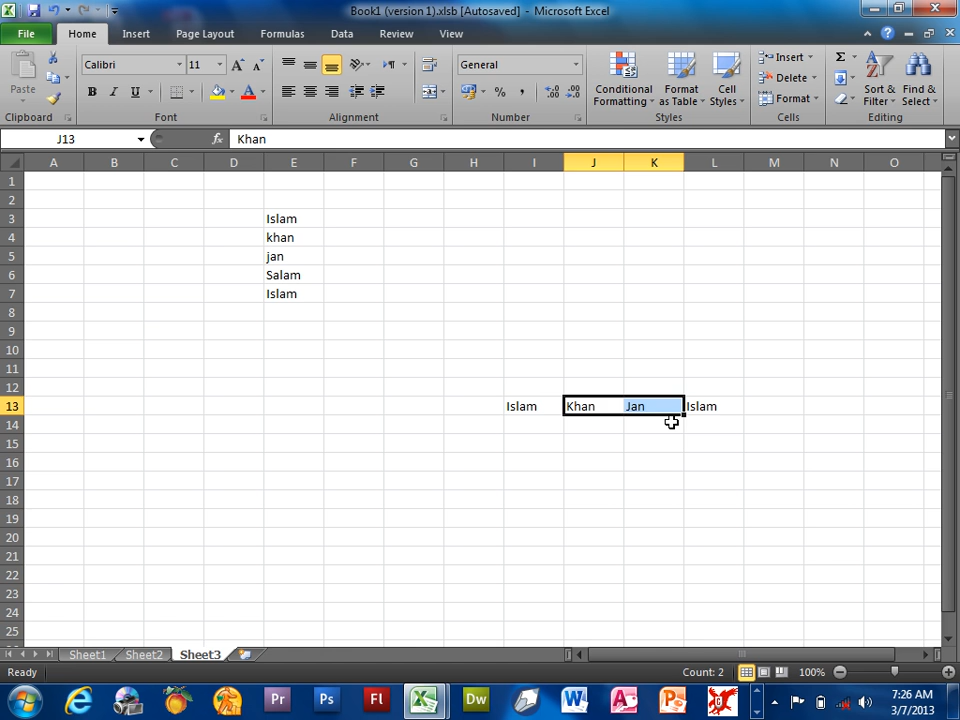 Book1 (version 1).xlsb [Autosaved] - Microsoft Excel
File Home Insert Page Layout Formulas Data Review View
Paste
Calibri 11
General
Conditional Formatting
Format as Table
Cell Styles
Insert
Delete
Format
Sort & Filter
Find & Select
Clipboard Font Alignment Number Styles Cells Editing
J13 fx Khan
A B C D E F G H I J K L M N O
1
2
3 Islam
4 khan
5 jan
6 Salam
7 Islam
8
9
10
11
12
13 Islam Khan Jan Islam
14
15
16
17
18
19
20
21
22
23
24
25
Sheet1 Sheet2 Sheet3
Ready Count: 2 100%
Pr Ps Fl Dw
7:26 AM
3/7/2013